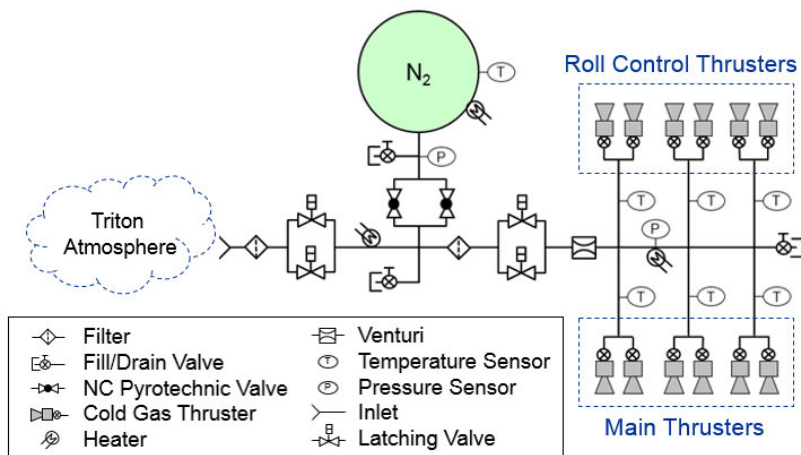 N₂
T
Roll Control Thrusters
P
Triton
Atmosphere
T
T
T
P
T
T
T
Main Thrusters
Filter
Fill/Drain Valve
NC Pyrotechnic Valve
Cold Gas Thruster
Heater
Venturi
T
Temperature Sensor
P
Pressure Sensor
Inlet
Latching Valve